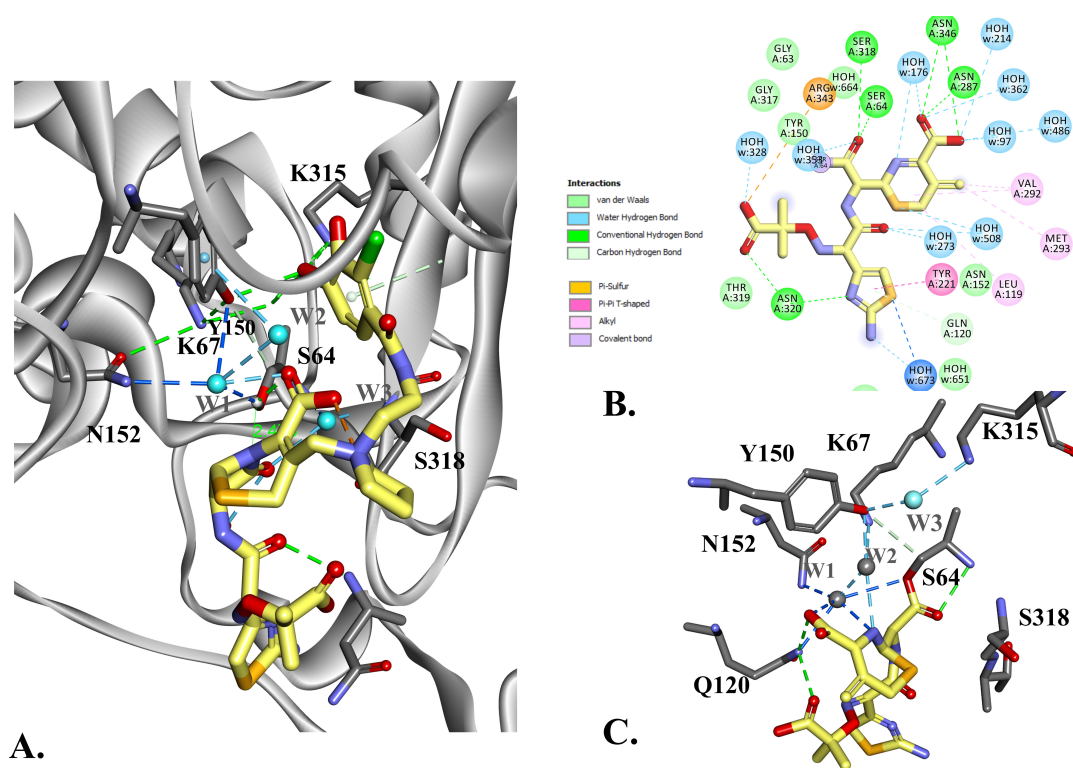 K315
Y150
K67
W2
S64
W1
W3
N152
S318
A.
ASN
A:346
HOH
w:214
SER
A:318
GLY
A:63
HOH
w:176
HOH
w:664
ARG
A:343
ASN
A:287
HOH
w:362
GLY
A:317
SER
A:64
TYR
A:150
HOH
w:97
HOH
w:486
HOH
w:328
VAL
A:292
HOH
w:273
HOH
w:508
MET
A:293
THR
A:319
ASN
A:320
TYR
A:221
ASN
A:152
LEU
A:119
GLN
A:120
HOH
w:673
HOH
w:651
Interactions
van der Waals
Water Hydrogen Bond
Conventional Hydrogen Bond
Carbon Hydrogen Bond
Pi-Sulfur
Pi-Pi T-shaped
Alkyl
Covalent bond
B.
Y150
K67
K315
W3
N152
W1
W2
S64
S318
Q120
C.